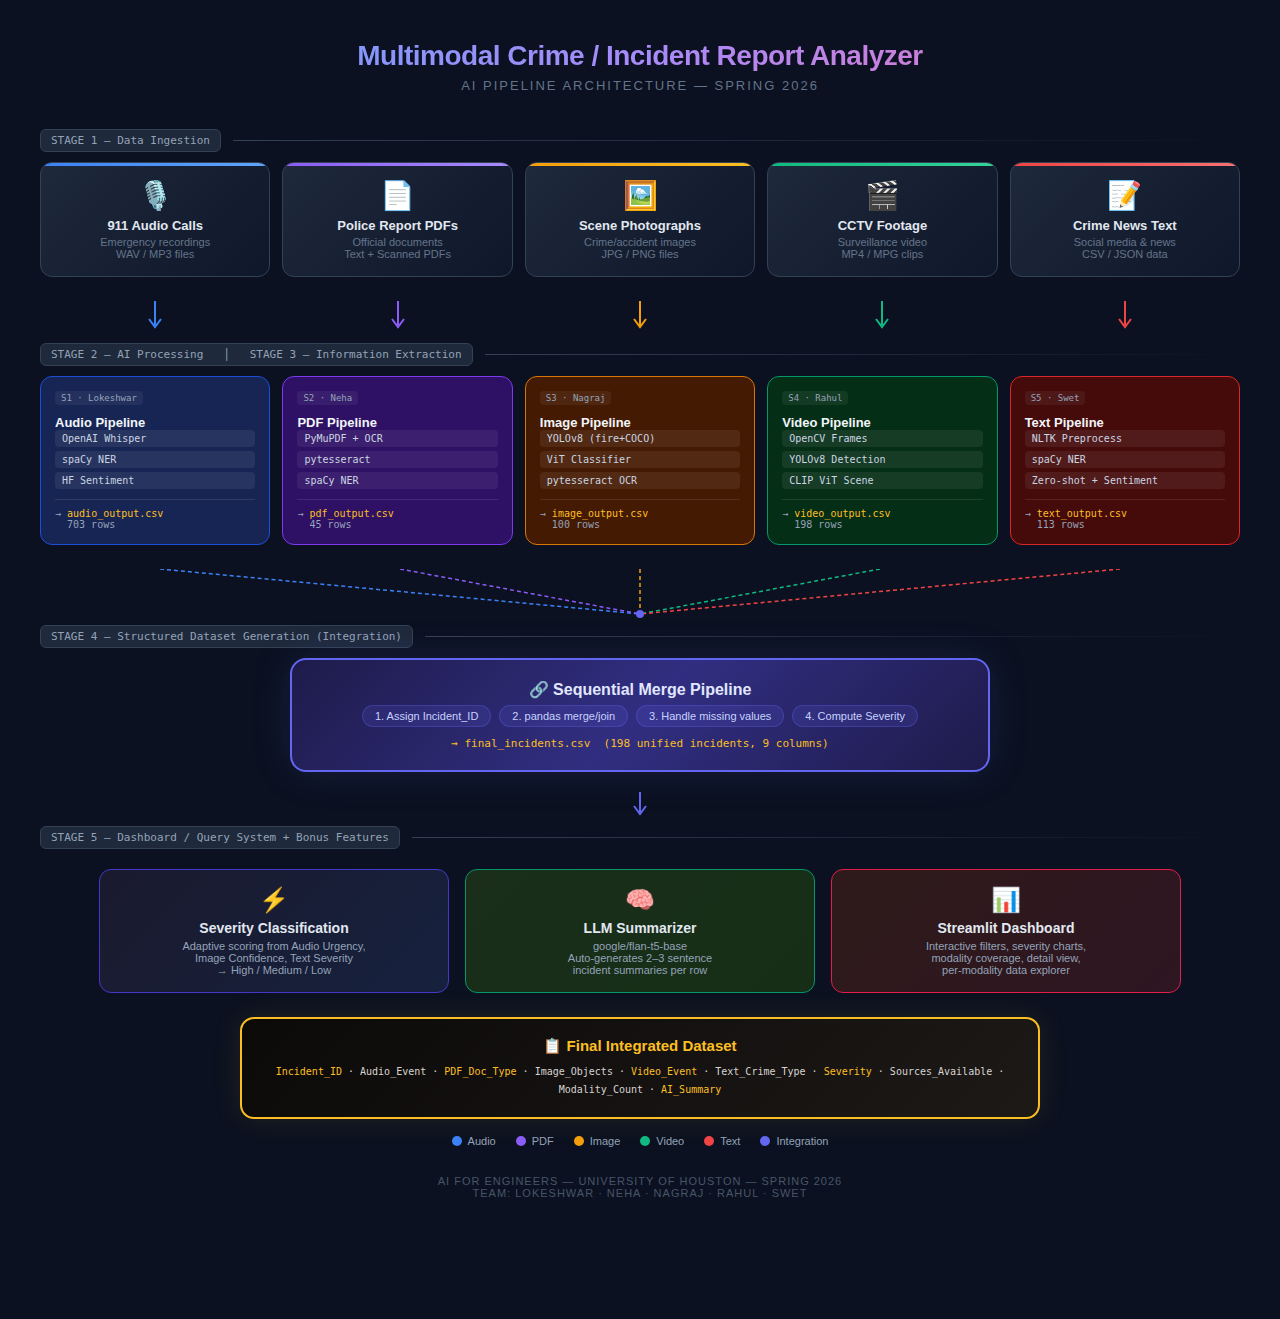 Multimodal Crime / Incident Report Analyzer
AI PIPELINE ARCHITECTURE — SPRING 2026
STAGE 1 — Data Ingestion
911 Audio Calls
Emergency recordings
WAV / MP3 files
Police Report PDFs
Official documents
Text + Scanned PDFs
Scene Photographs
Crime/accident images
JPG / PNG files
CCTV Footage
Surveillance video
MP4 / MPG clips
Crime News Text
Social media & news
CSV / JSON data
STAGE 2 — AI Processing | STAGE 3 — Information Extraction
S1 · Lokeshwar
Audio Pipeline
OpenAI Whisper
spaCy NER
HF Sentiment
→ audio_output.csv
703 rows
S2 · Neha
PDF Pipeline
PyMuPDF + OCR
pytesseract
spaCy NER
→ pdf_output.csv
45 rows
S3 · Nagraj
Image Pipeline
YOLOv8 (fire+COCO)
ViT Classifier
pytesseract OCR
→ image_output.csv
100 rows
S4 · Rahul
Video Pipeline
OpenCV Frames
YOLOv8 Detection
CLIP ViT Scene
→ video_output.csv
198 rows
S5 · Swet
Text Pipeline
NLTK Preprocess
spaCy NER
Zero-shot + Sentiment
→ text_output.csv
113 rows
STAGE 4 — Structured Dataset Generation (Integration)
🔗 Sequential Merge Pipeline
1. Assign Incident_ID
2. pandas merge/join
3. Handle missing values
4. Compute Severity
→ final_incidents.csv (198 unified incidents, 9 columns)
STAGE 5 — Dashboard / Query System + Bonus Features
Severity Classification
Adaptive scoring from Audio Urgency,
Image Confidence, Text Severity
→ High / Medium / Low
LLM Summarizer
google/flan-t5-base
Auto-generates 2–3 sentence
incident summaries per row
Streamlit Dashboard
Interactive filters, severity charts,
modality coverage, detail view,
per-modality data explorer
📋 Final Integrated Dataset
Incident_ID · Audio_Event · PDF_Doc_Type · Image_Objects · Video_Event · Text_Crime_Type · Severity · Sources_Available ·
Modality_Count · AI_Summary
Audio PDF Image Video Text Integration
AI FOR ENGINEERS — UNIVERSITY OF HOUSTON — SPRING 2026
TEAM: LOKESHWAR · NEHA · NAGRAJ · RAHUL · SWET